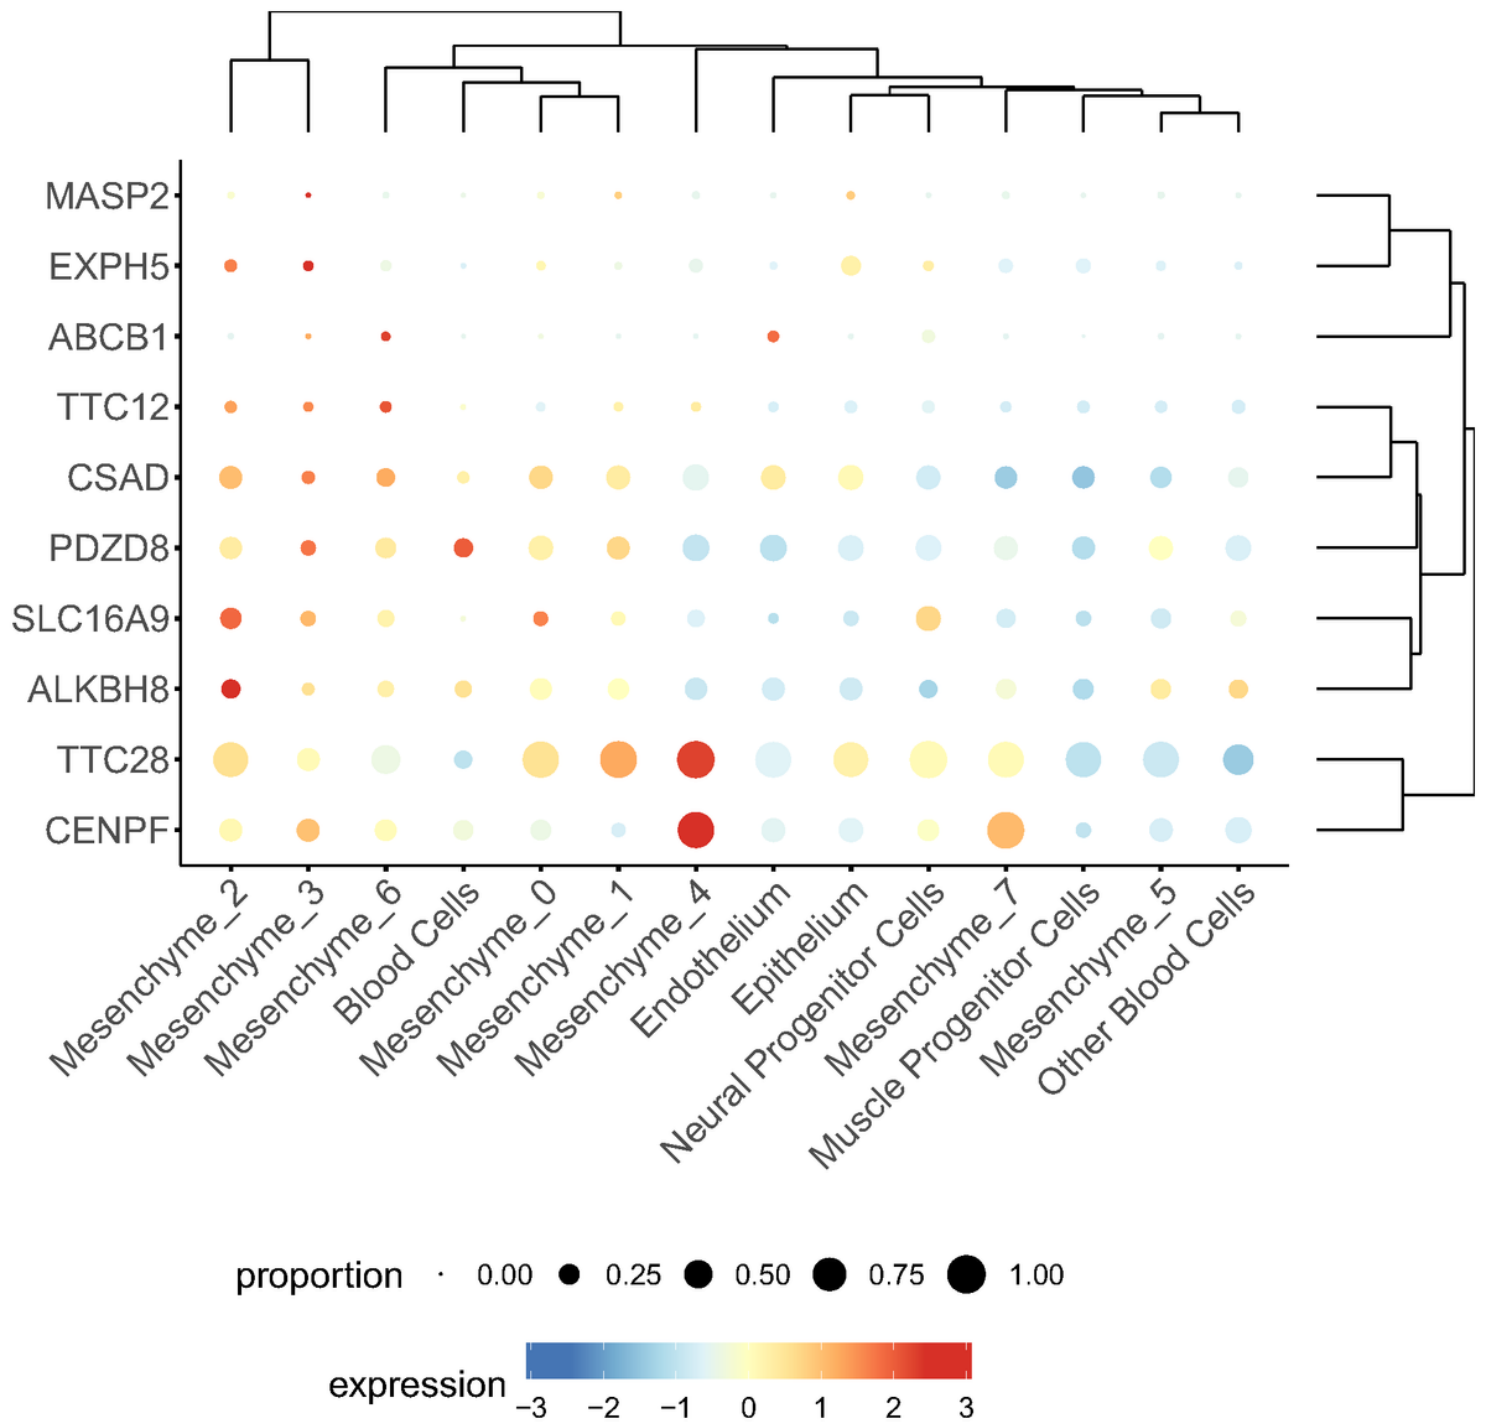 MASP2
EXPH5
ABCB1
TTC12
CSAD
PDZD8
SLC16A9
ALKBH8
TTC28
CENPF
Mesenchyme_2
Mesenchyme_3
Mesenchyme_6
Blood Cells
Mesenchyme_0
Mesenchyme_1
Mesenchyme_4
Endothelium
Epithelium
Neural Progenitor Cells
Mesenchyme_7
Muscle Progenitor Cells
Mesenchyme_5
Other Blood Cells
proportion 0.00 0.25 0.50 0.75 1.00
expression
−3 −2 −1 0 1 2 3